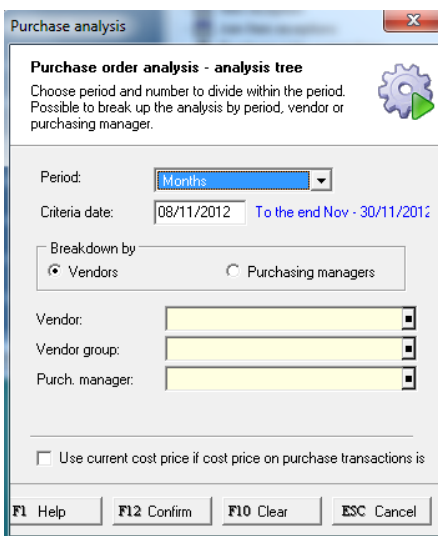 Purchase analysis
Purchase order analysis - analysis tree
Choose period and number to divide within the period.
Possible to break up the analysis by period, vendor or
purchasing manager.
Period: Months
Criteria date: 08/11/2012 To the end Nov - 30/11/2012
Breakdown by
Vendors Purchasing managers
Vendor:
Vendor group:
Purch. manager:
Use current cost price if cost price on purchase transactions is
F1 Help F12 Confirm F10 Clear ESC Cancel